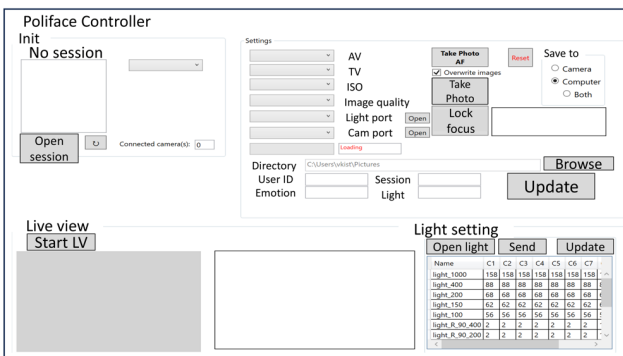 Poliface Controller
Init
No session
Open session
↻
Connected camera(s): 0
Settings
AV
TV
ISO
Image quality
Light port
Open
Cam port
Open
Loading
Take Photo AF
Reset
Overwrite images
Take Photo
Lock focus
Save to
Camera
Computer
Both
Directory
C:\Users\vkist\Pictures
Browse
User ID
Session
Emotion
Light
Update
Live view
Start LV
Light setting
Open light Send Update
Name C1 C2 C3 C4 C5 C6 C7
light_1000 158 158 158 158 158 158 158
light_400 88 88 88 88 88 88 88
light_200 68 68 68 68 68 68 68
light_150 62 62 62 62 62 62 62
light_100 56 56 56 56 56 56 56
light_R_90_400 2 2 2 2 2 2 2
light_R_90_200 2 2 2 2 2 2 2